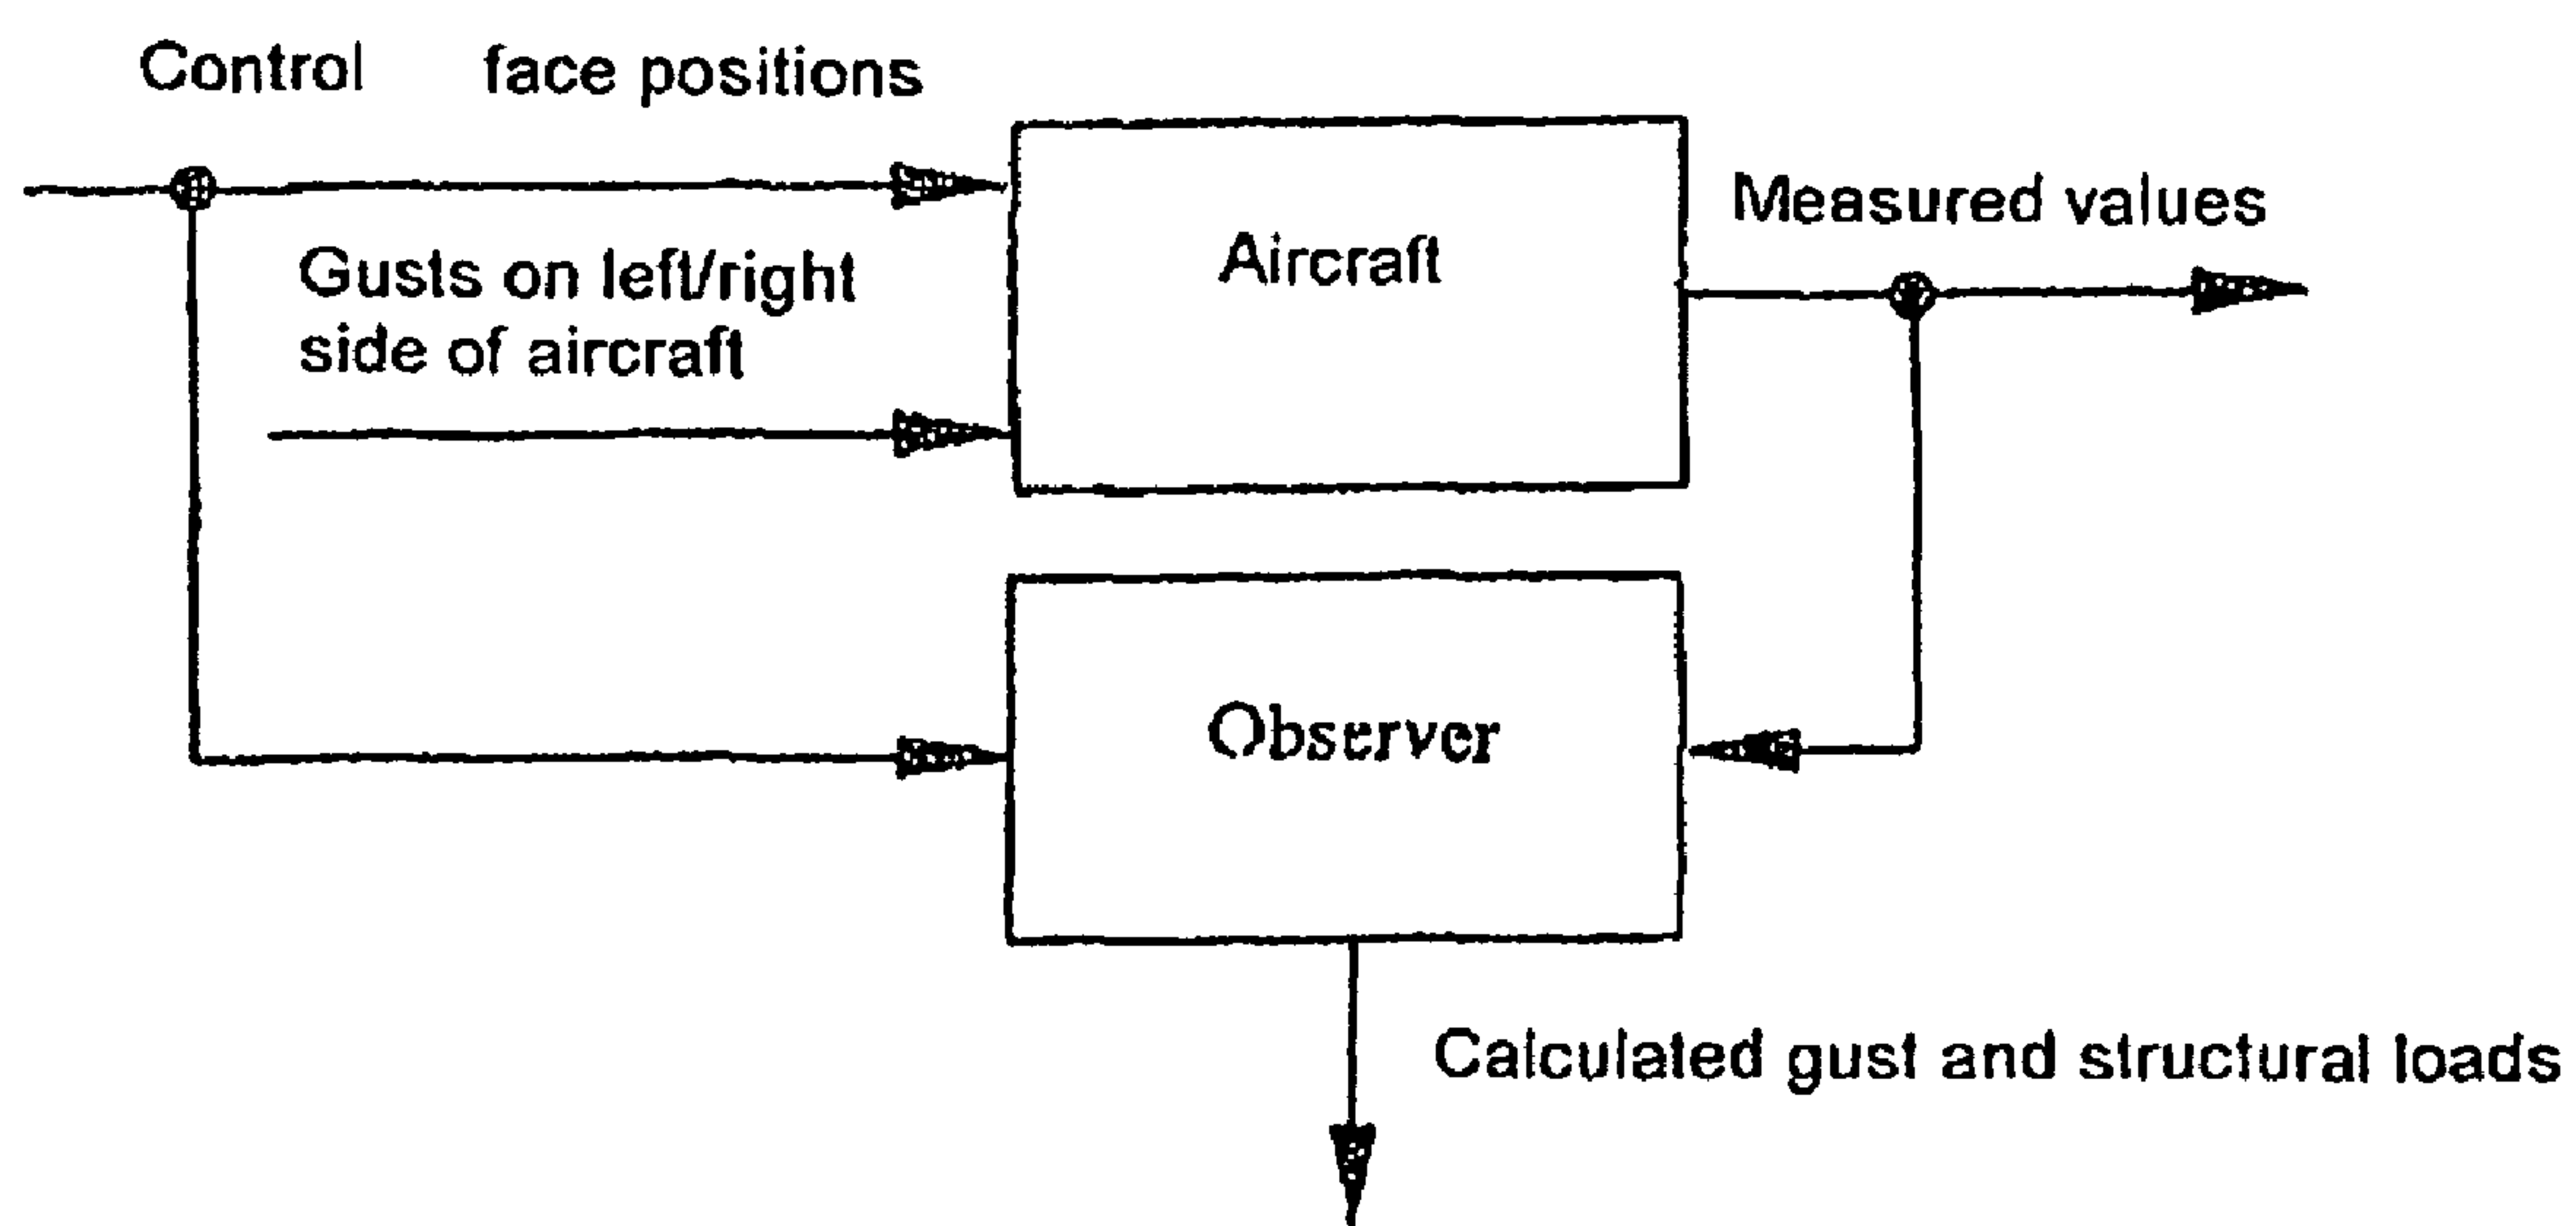 Control face positions
Gusts on left/right
side of aircraft
Aircraft
Measured values
Observer
Calculated gust and structural loads